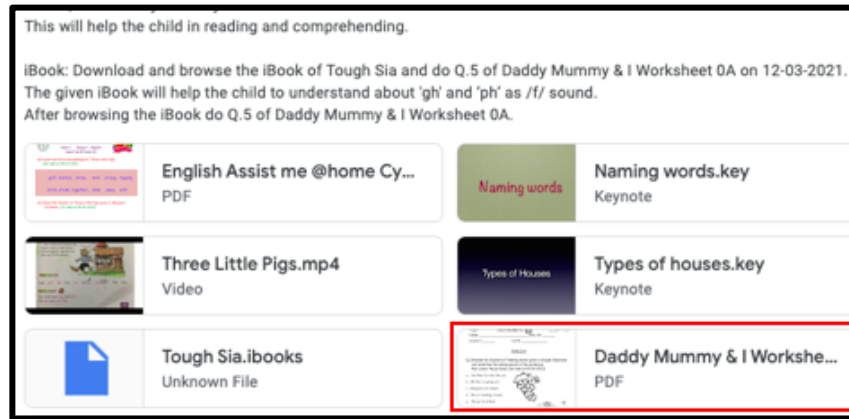 This will help the child in reading and comprehending.
iBook: Download and browse the iBook of Tough Sia and do Q.5 of Daddy Mummy & I Worksheet 0A on 12-03-2021.
The given iBook will help the child to understand about 'gh' and 'ph' as /f/ sound.
After browsing the iBook do Q.5 of Daddy Mummy & I Worksheet 0A.
English Assist me @home Cy...
PDF
Naming words
Naming words.key
Keynote
Three Little Pigs.mp4
Video
Types of Houses
Types of houses.key
Keynote
Tough Sia.ibooks
Unknown File
Daddy Mummy & I Workshe...
PDF